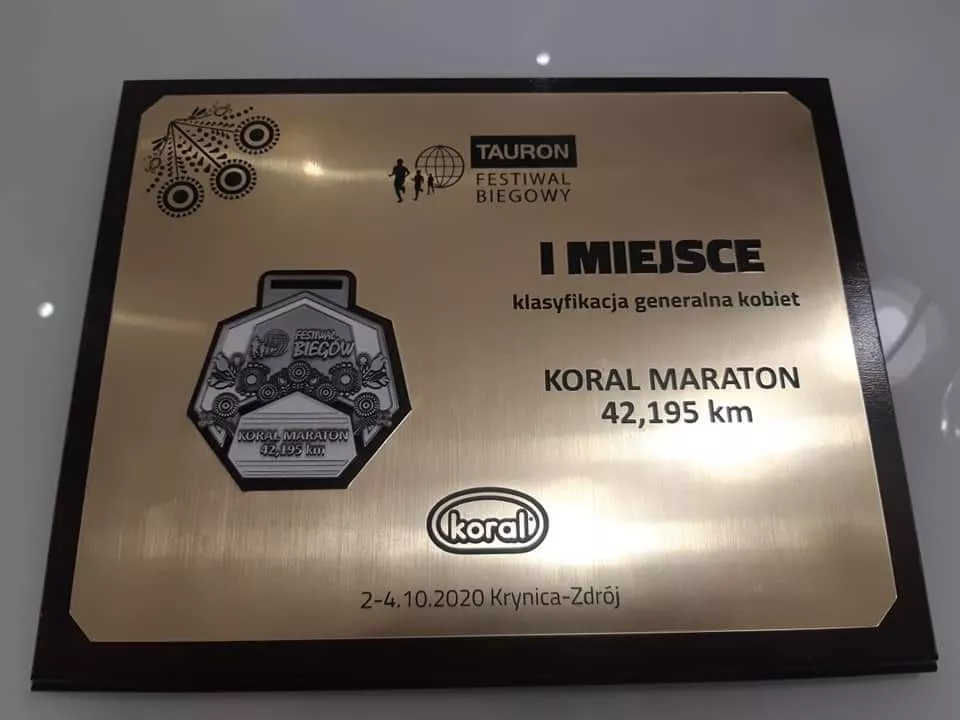 TAURON
FESTIWAL
BIEGOWY
I MIEJSCE
klasyfikacja generalna kobiet
FESTIWAL
BIEGÓW
KORAL MARATON
42,195 km
KORAL MARATON
42,195 km
koral
2-4.10.2020 Krynica-Zdrój